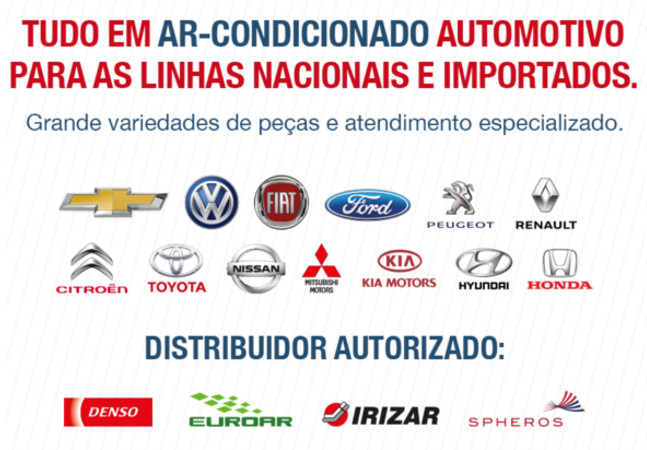 TUDO EM AR-CONDICIONADO AUTOMOTIVO
PARA AS LINHAS NACIONAIS E IMPORTADOS.
Grande variedades de peças e atendimento especializado.
FIAT Ford PEUGEOT RENAULT
CITROËN TOYOTA NISSAN MITSUBISHI MOTORS KIA KIA MOTORS HYUNDAI HONDA
DISTRIBUIDOR AUTORIZADO:
DENSO EUROAR IRIZAR SPHEROS